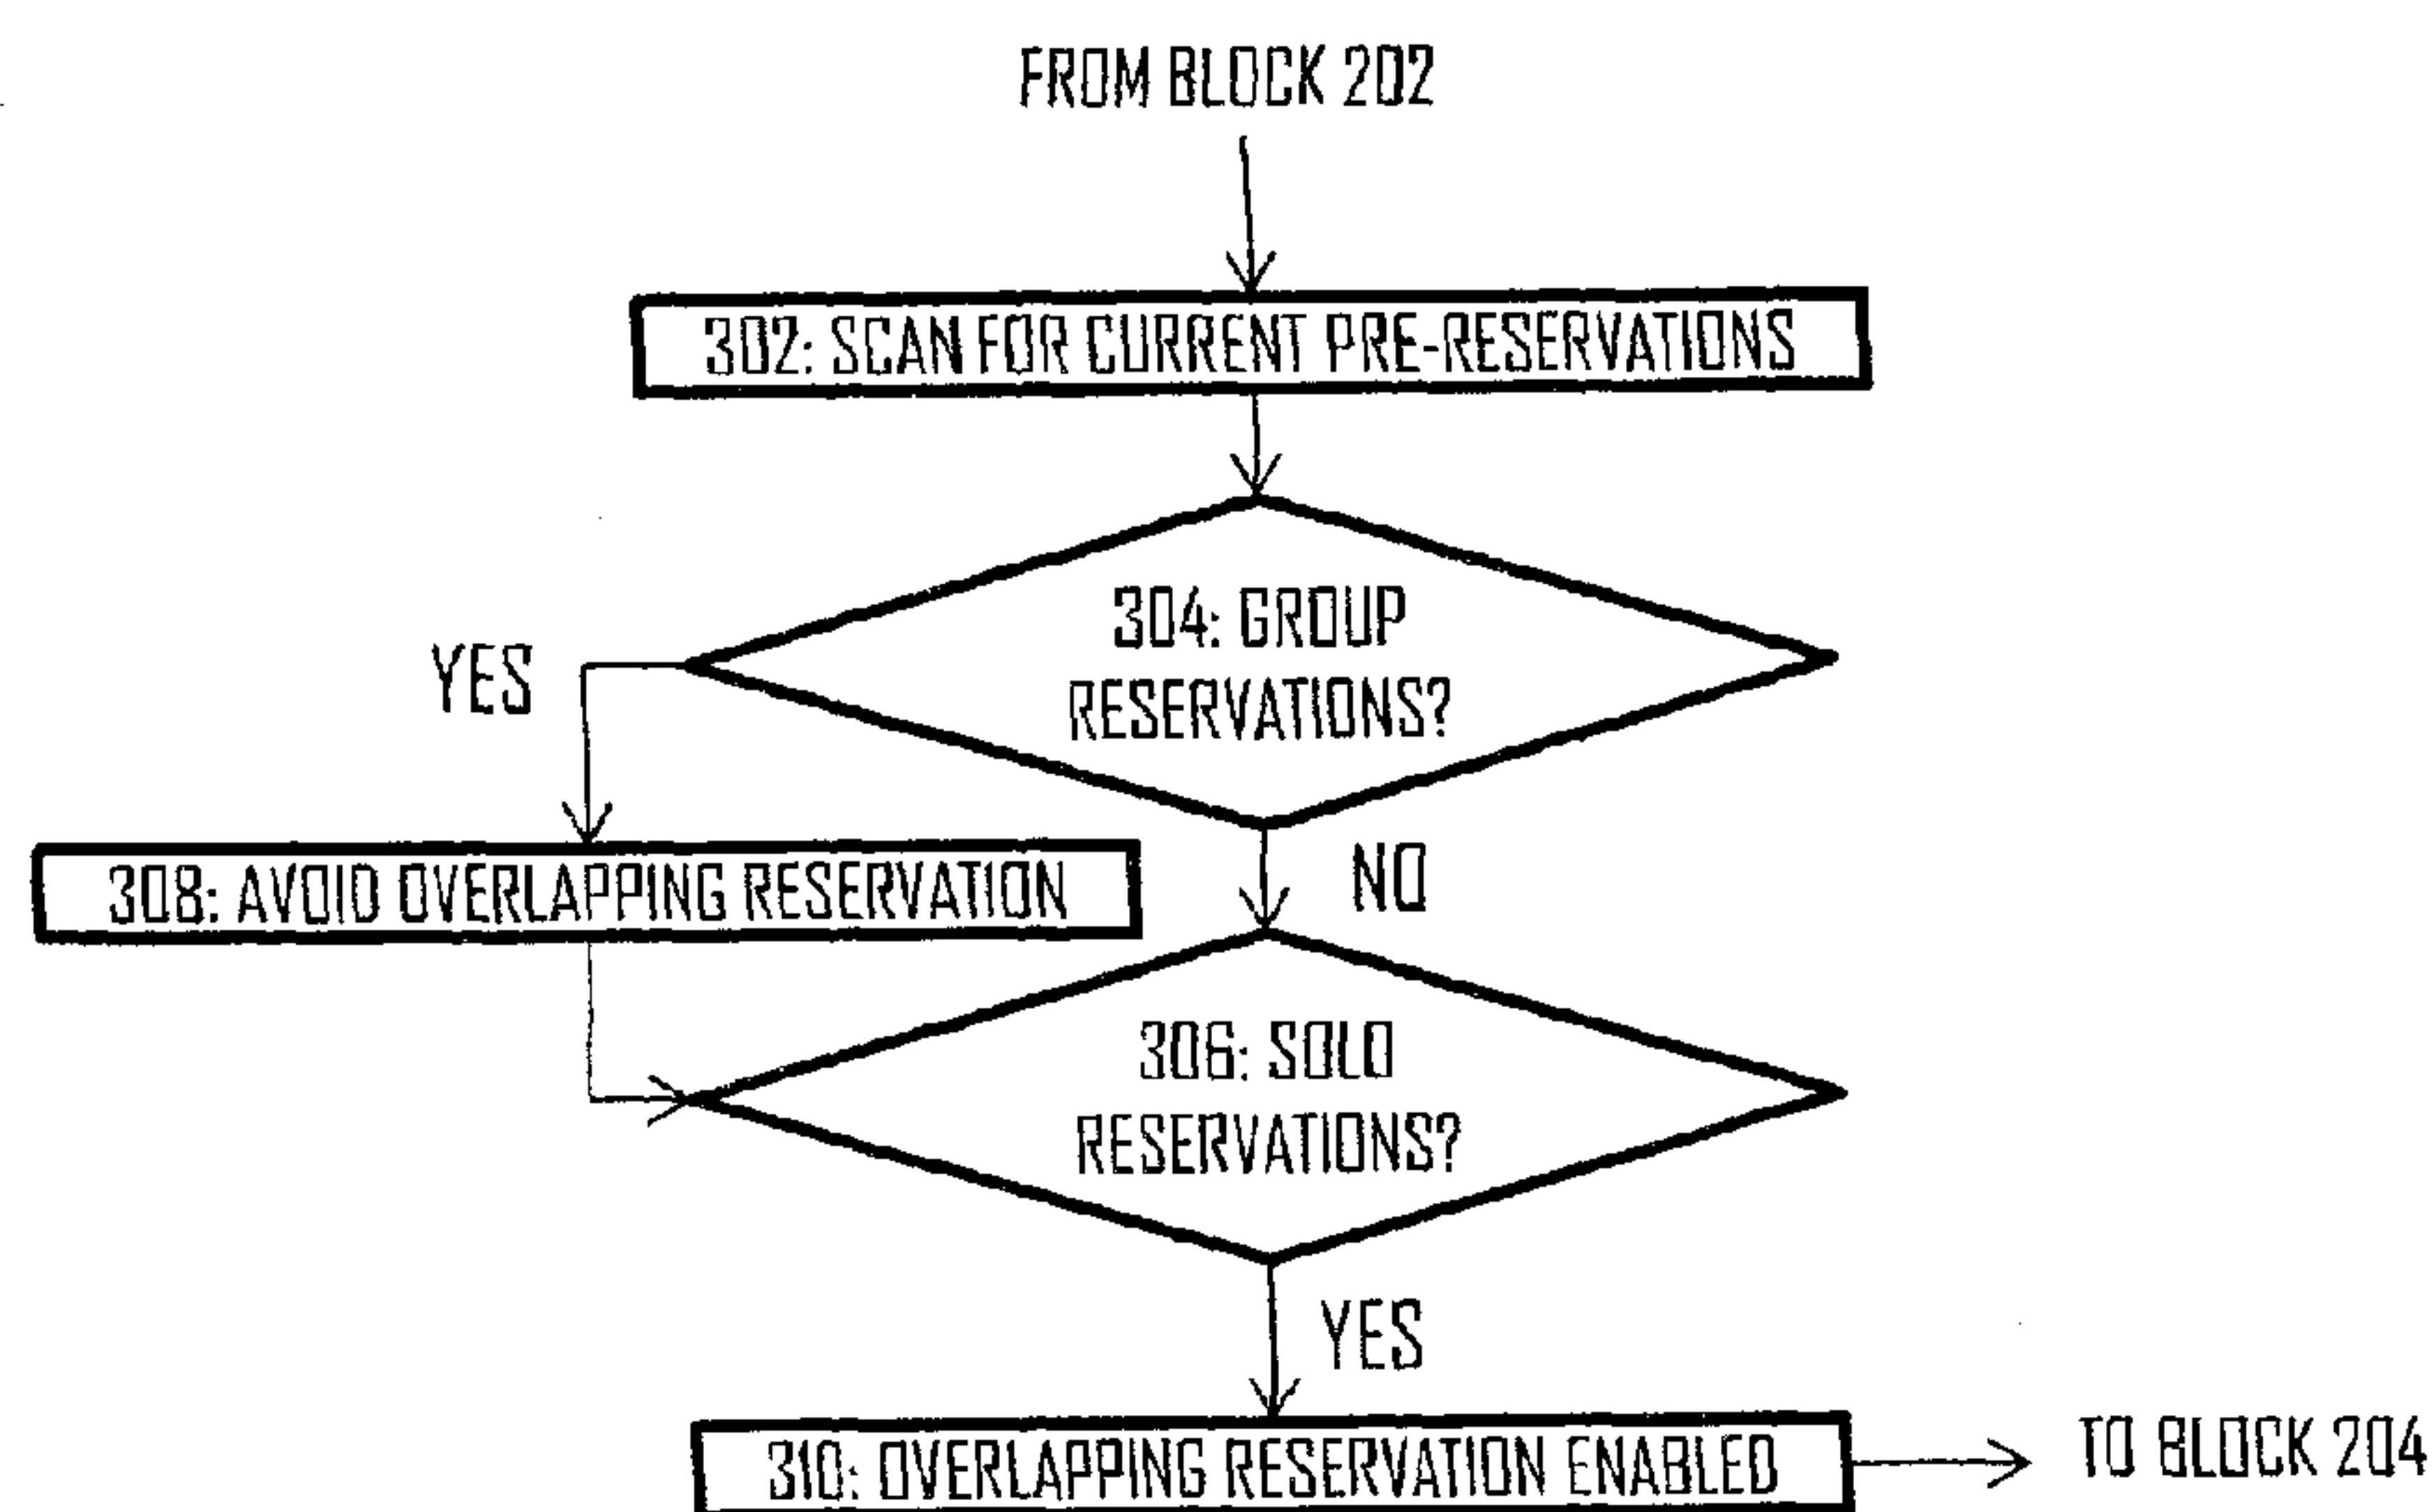 FROM BLOCK 202
302: SCAN FOR CURRENT PRE-RESERVATIONS
304: GROUP
RESERVATIONS?
YES
NO
308: AVOID OVERLAPPING RESERVATION
306: SOLO
RESERVATIONS?
YES
310: OVERLAPPING RESERVATION ENABLED
TO BLOCK 204